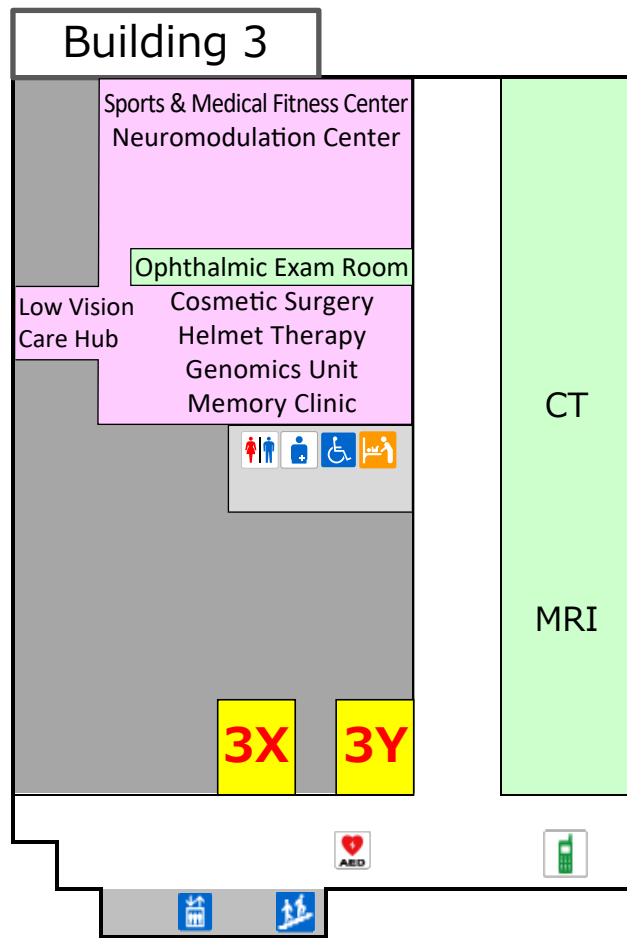 Building 3
Sports & Medical Fitness Center
Neuromodulation Center
Ophthalmic Exam Room
Low Vision
Care Hub
Cosmetic Surgery
Helmet Therapy
Genomics Unit
Memory Clinic
CT
MRI
3X
3Y
AED